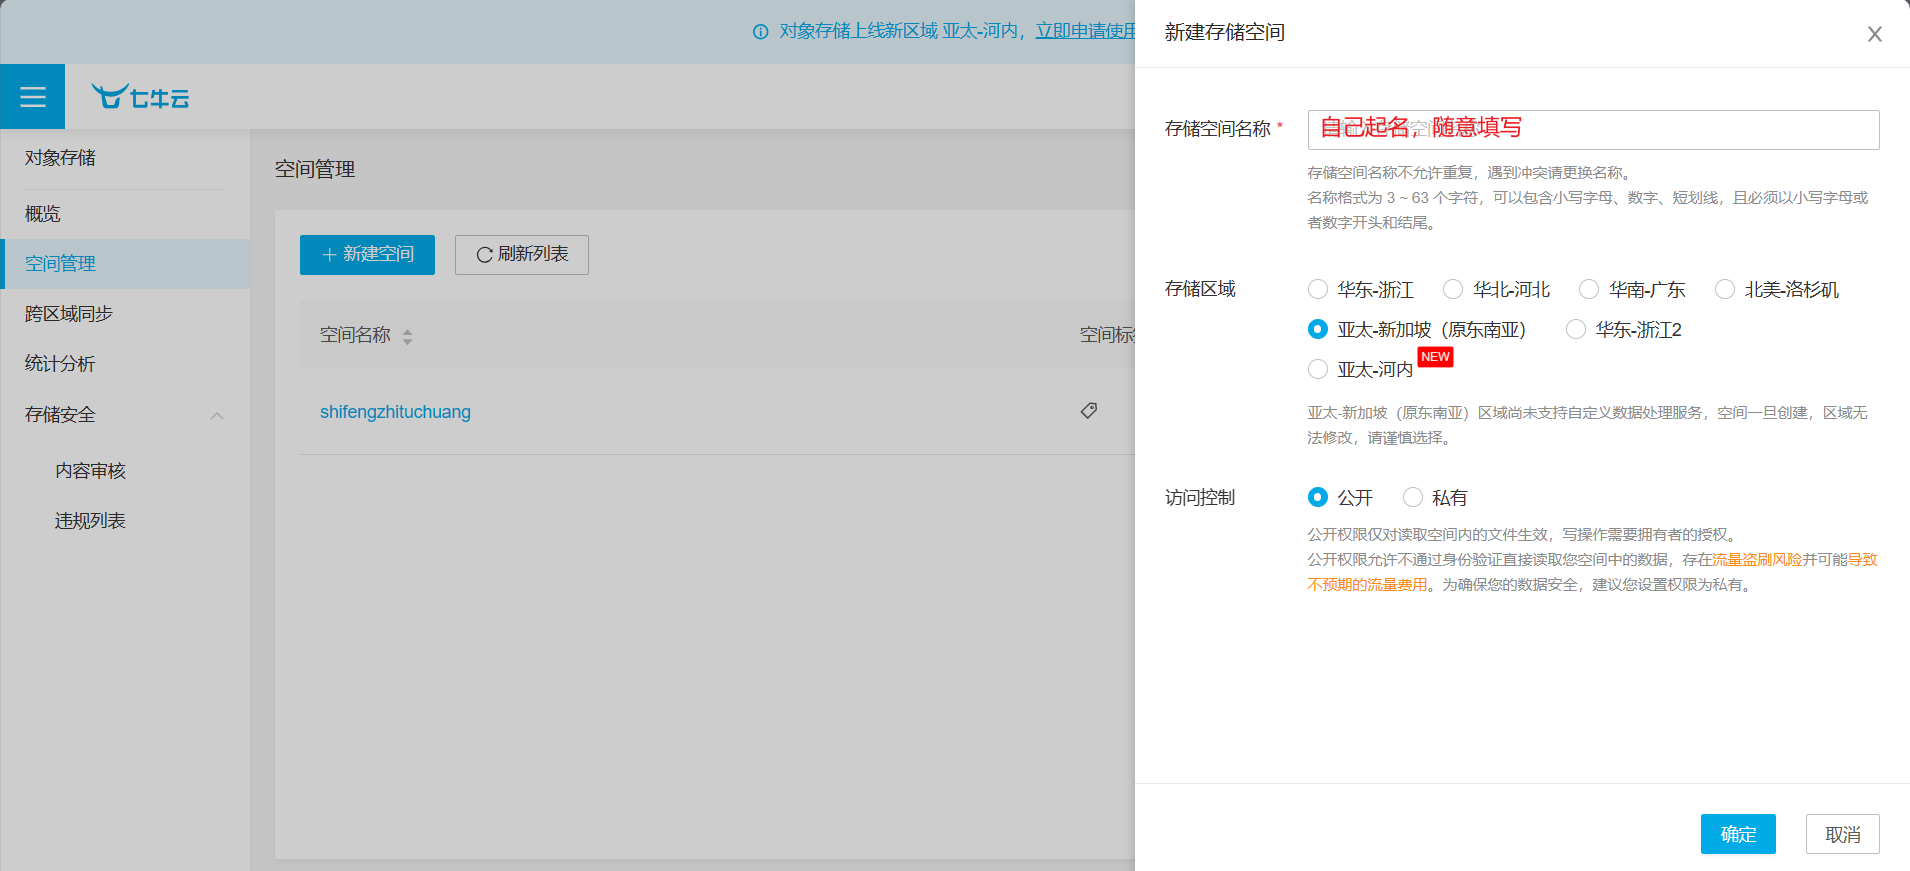 对象存储上线新区域 亚太-河内，立即申请使用
七牛云
对象存储
概览
空间管理
跨区域同步
统计分析
存储安全
内容审核
违规列表
空间管理
新建空间
刷新列表
空间名称
空间标
shifengzhituchuang
新建存储空间
存储空间名称 *
自己起名，随意填写
存储空间名称不允许重复，遇到冲突请更换名称。
名称格式为 3 ~ 63 个字符，可以包含小写字母、数字、短划线，且必须以小写字母或
者数字开头和结尾。
存储区域
华东-浙江 华北-河北 华南-广东 北美-洛杉矶
亚太-新加坡（原东南亚） 华东-浙江2
亚太-河内 NEW
亚太-新加坡（原东南亚）区域尚未支持自定义数据处理服务，空间一旦创建，区域无
法修改，请谨慎选择。
访问控制
公开 私有
公开权限仅对读取空间内的文件生效，写操作需要拥有者的授权。
公开权限允许不通过身份验证直接读取您空间中的数据，存在流量盗刷风险并可能导致
不预期的流量费用。为确保您的数据安全，建议您设置权限为私有。
确定
取消